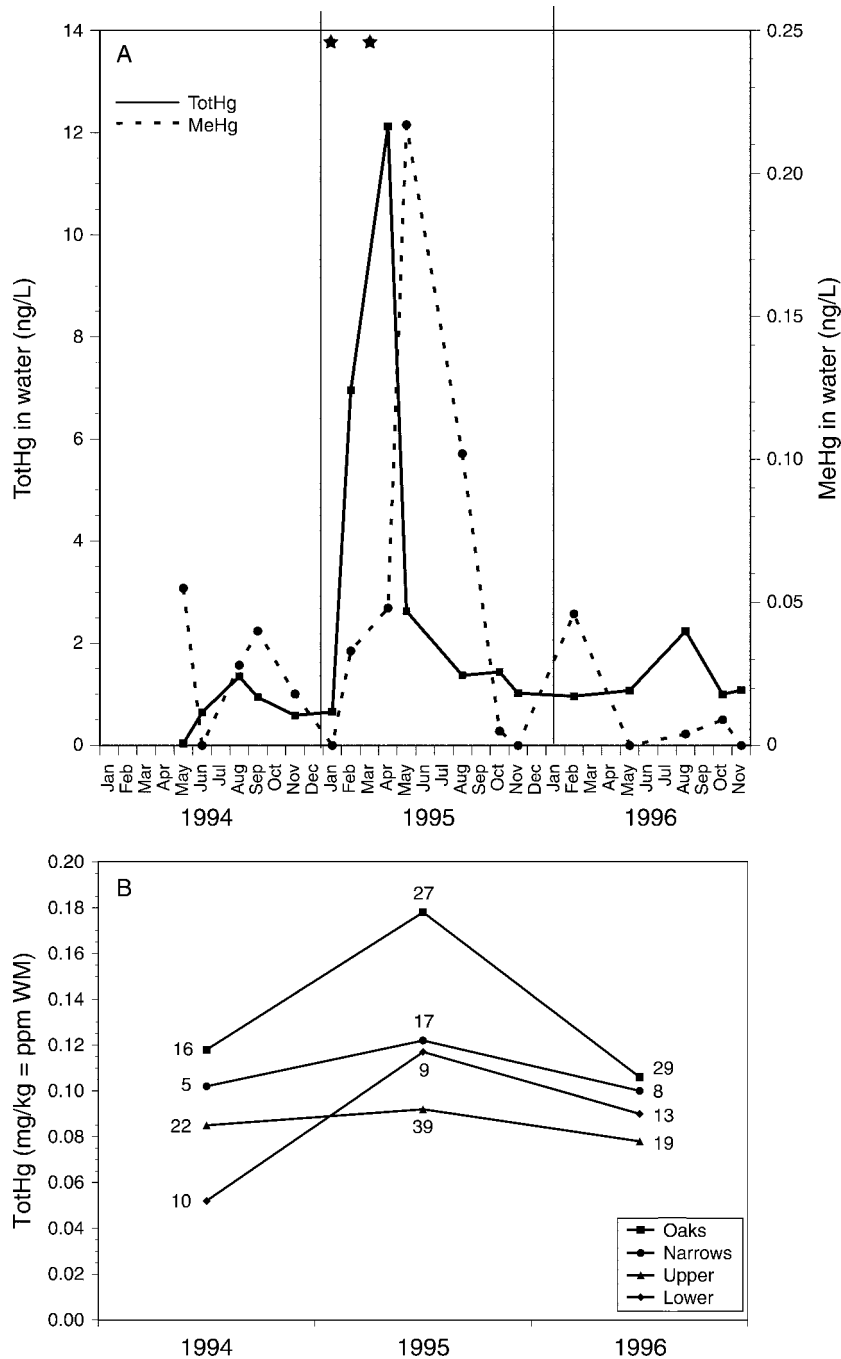 A
TotHg
MeHg
14
12
10
8
6
4
2
0
TotHg in water (ng/L)
0.25
0.20
0.15
0.10
0.05
0
MeHg in water (ng/L)
Jan Feb Mar Apr May Jun Jul Aug Sep Oct Nov Dec Jan Feb Mar Apr May Jun Jul Aug Sep Oct Nov Dec Jan Feb Mar Apr May Jun Jul Aug Sep Oct Nov
1994 1995 1996
B
0.20
0.18
0.16
0.14
0.12
0.10
0.08
0.06
0.04
0.02
0.00
TotHg (mg/kg = ppm WM)
27
16
17
29
5
8
9
13
22
39
19
10
Oaks
Narrows
Upper
Lower
1994 1995 1996